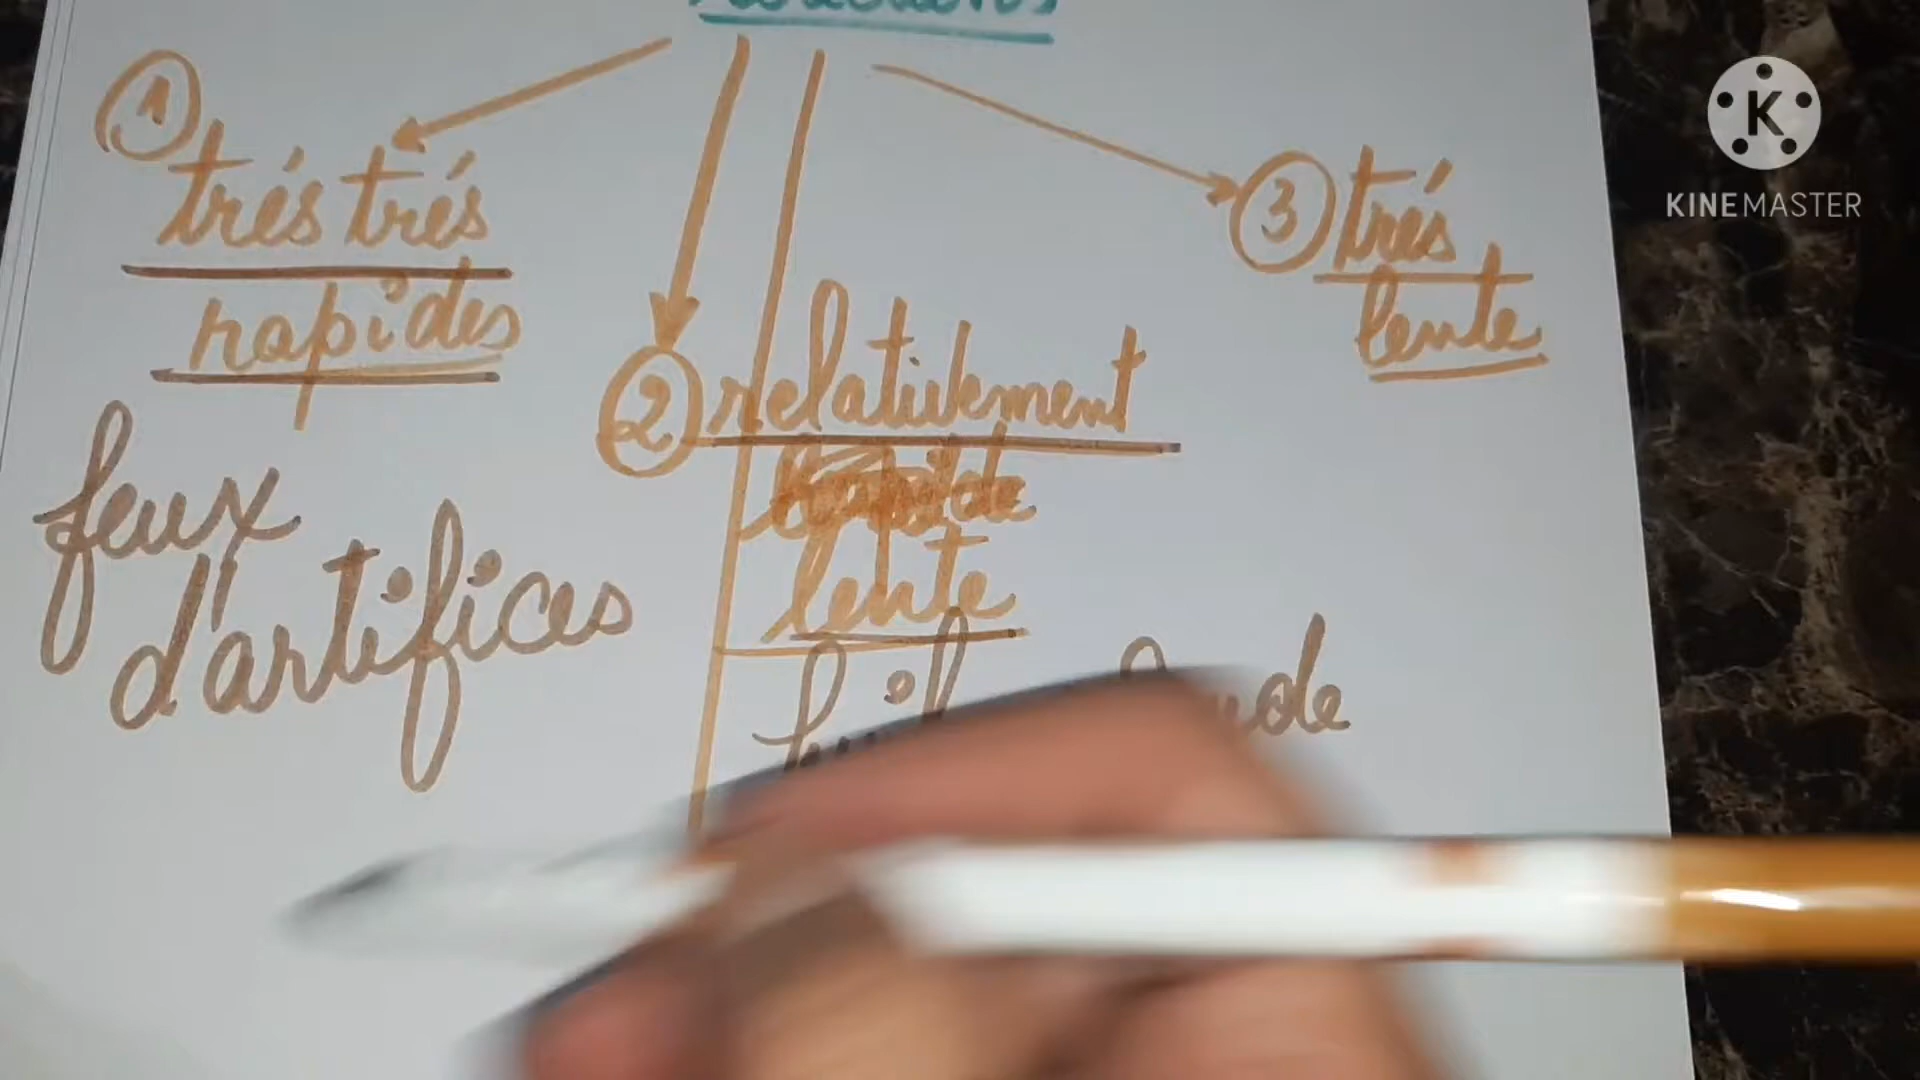 1
trés trés
rapides
feux
d'artifices
2 relativement
lente
3 trés
lente
K
KINEMASTER